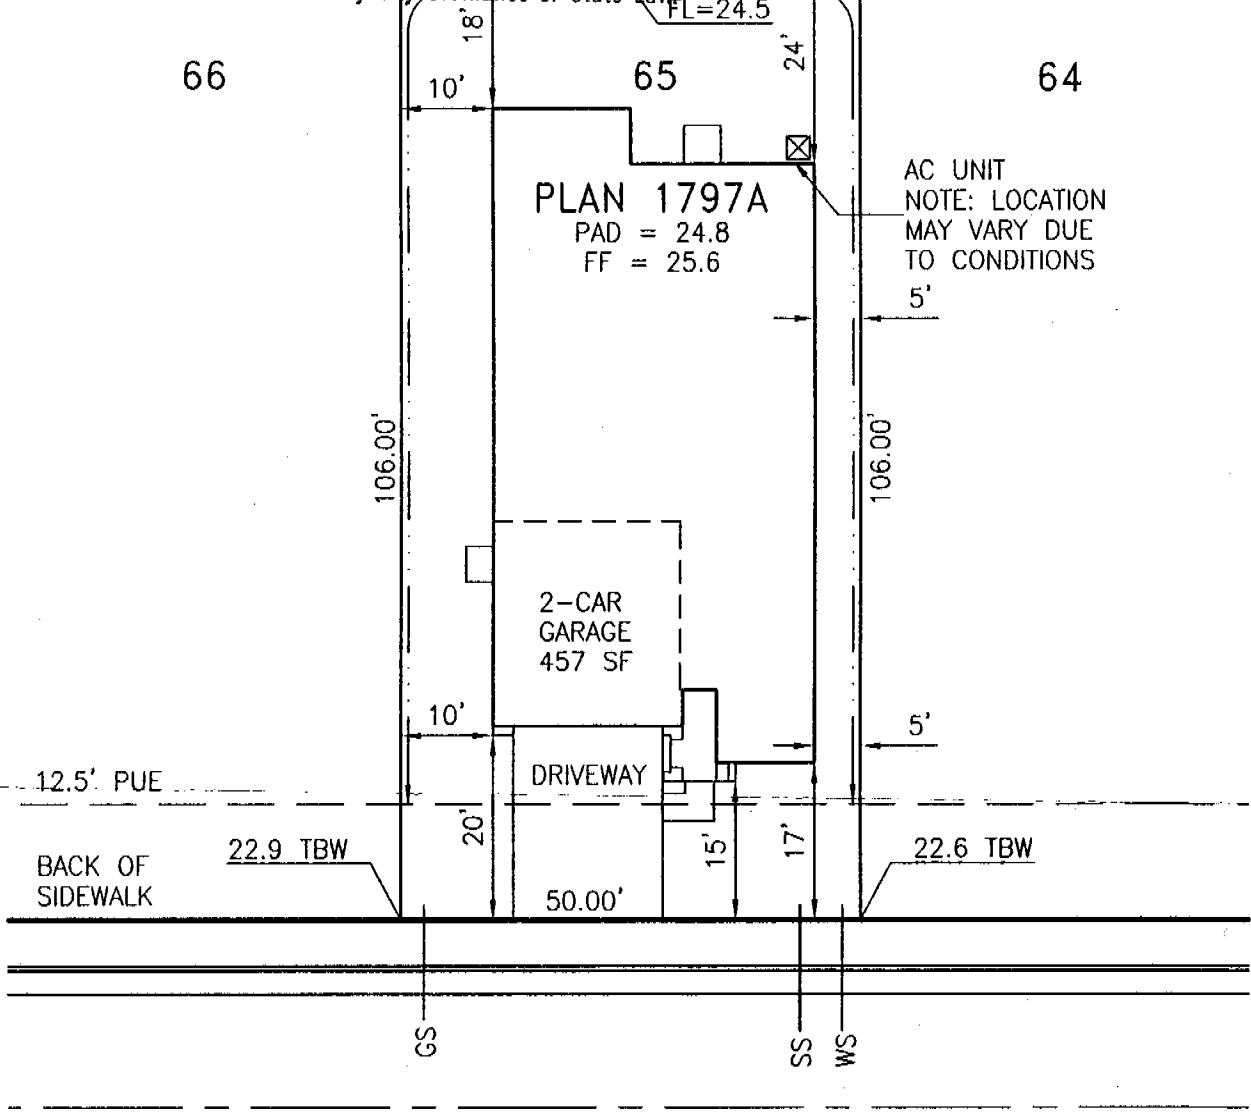 FL=24.5
18'
24'
66
65
64
10'
AC UNIT
NOTE: LOCATION
MAY VARY DUE
TO CONDITIONS
PLAN 1797A
PAD = 24.8
FF = 25.6
5'
106.00'
106.00'
2-CAR
GARAGE
457 SF
10'
5'
12.5' PUE
DRIVEWAY
20'
15'
17'
22.9 TBW
22.6 TBW
BACK OF
SIDEWALK
50.00'
GS
SS
WS